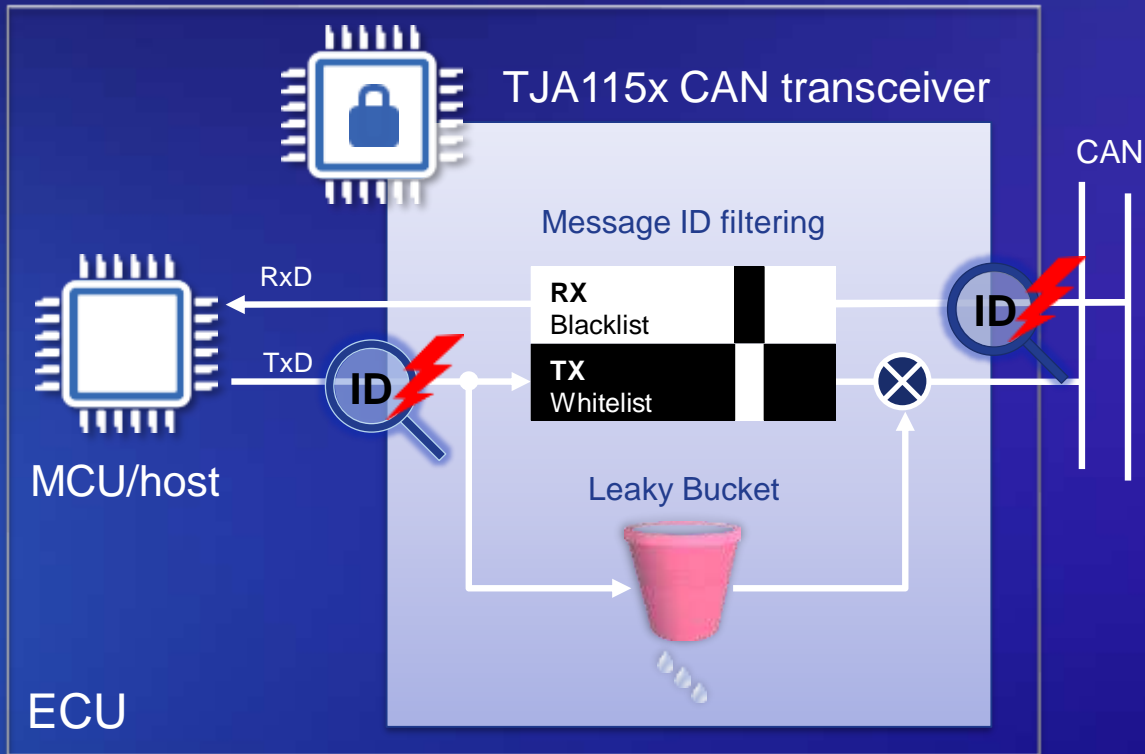 TJA115x CAN transceiver
CAN
Message ID filtering
RxD
RX
Blacklist
ID
TxD
ID
TX
Whitelist
MCU/host
Leaky Bucket
ECU